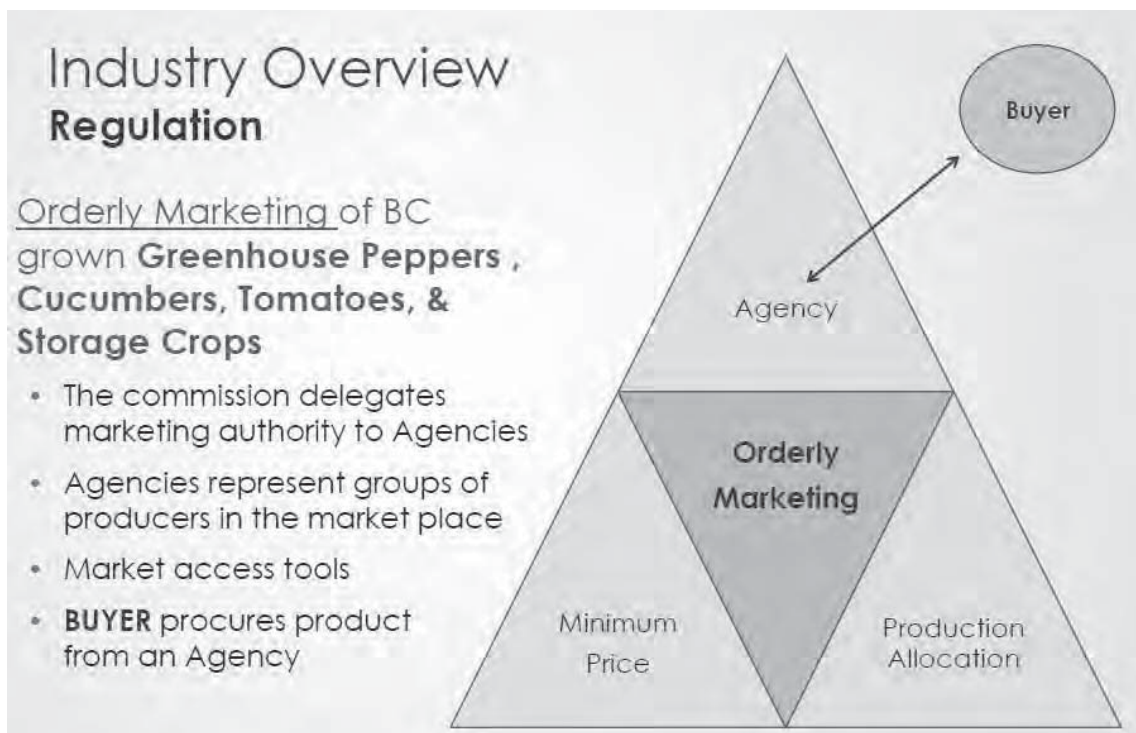 Industry Overview
Regulation
Orderly Marketing of BC
grown Greenhouse Peppers ,
Cucumbers, Tomatoes, &
Storage Crops
• The commission delegates
marketing authority to Agencies
• Agencies represent groups of
producers in the market place
• Market access tools
• BUYER procures product
from an Agency
Buyer
Agency
Orderly
Marketing
Minimum
Price
Production
Allocation